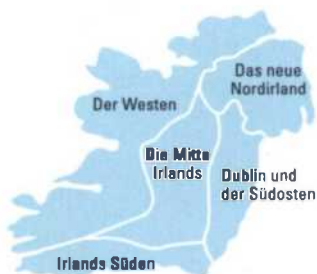 Das neue
Nordirland
Der Westen
Die Mitte
Irlands
Dublin und
der Südosten
Irlands Süden